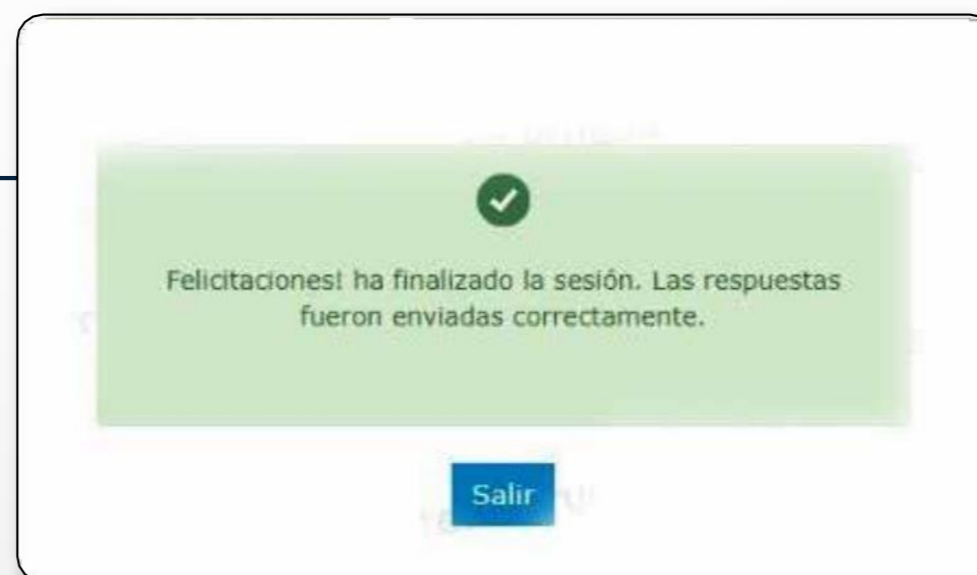 Felicitaciones! ha finalizado la sesión. Las respuestas
fueron enviadas correctamente.
Salir